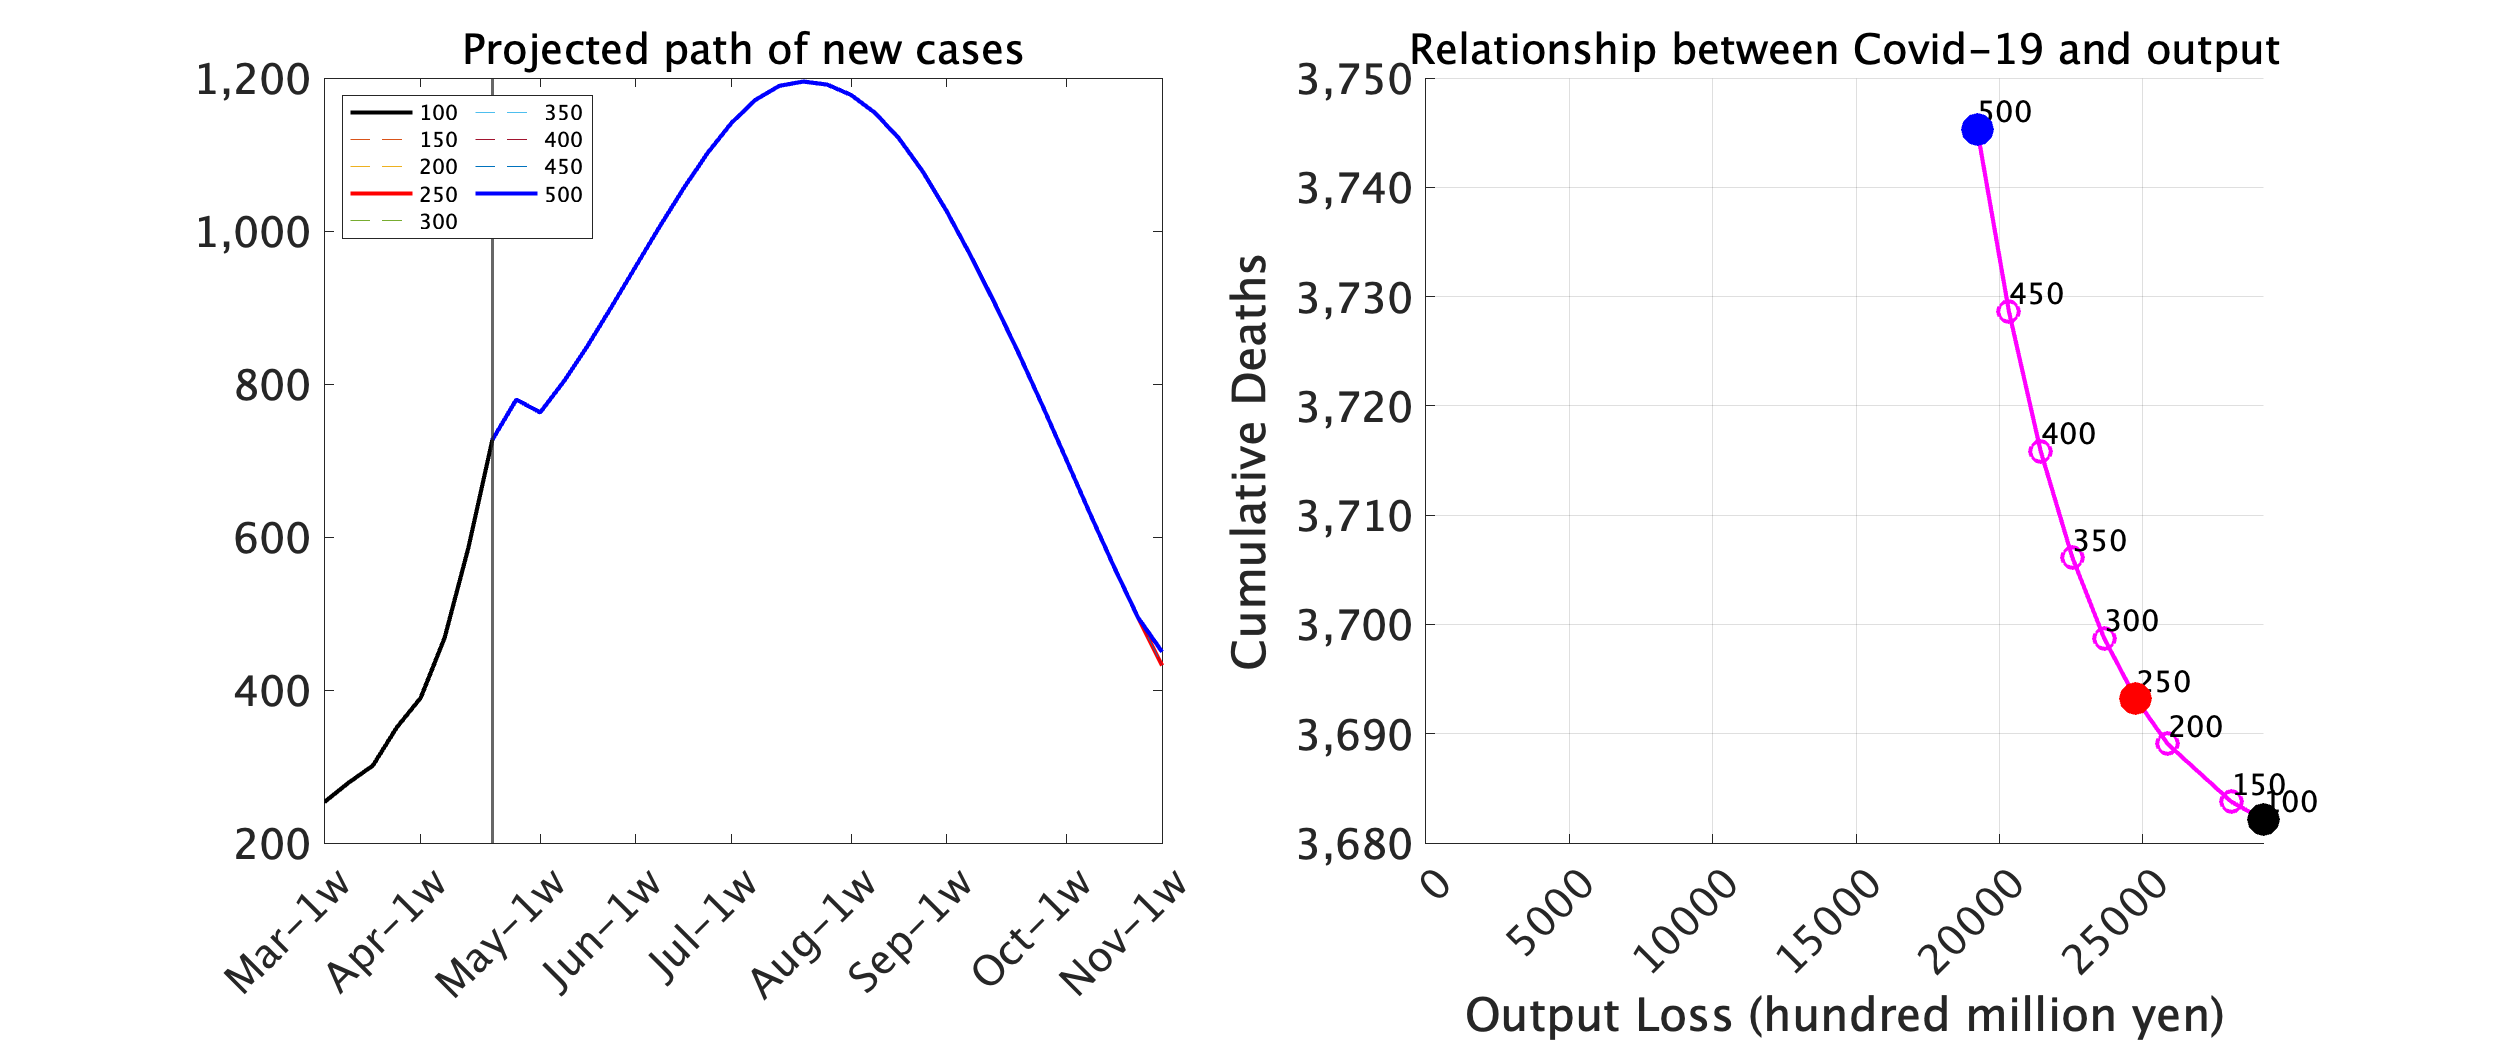 Projected path of new cases
1,200
1,000
800
600
400
200
100
150
200
250
300
350
400
450
500
Mar-1w
Apr-1w
May-1w
Jun-1w
Jul-1w
Aug-1w
Sep-1w
Oct-1w
Nov-1w
Relationship between Covid-19 and output
Cumulative Deaths
3,750
3,740
3,730
3,720
3,710
3,700
3,690
3,680
500
450
400
350
300
250
200
150
100
0
5000
10000
15000
20000
25000
Output Loss (hundred million yen)